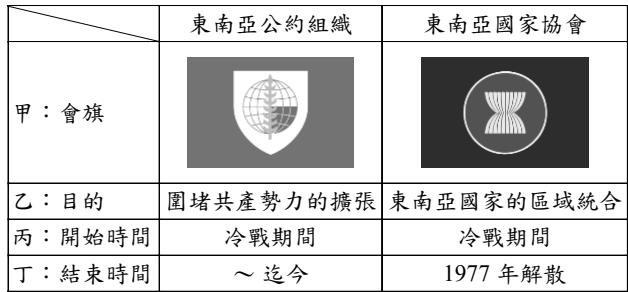 東南亞公約組織 東南亞國家協會
甲：會旗
乙：目的 圍堵共產勢力的擴張 東南亞國家的區域統合
丙：開始時間 冷戰期間 冷戰期間
丁：結束時間 ～迄今 1977 年解散